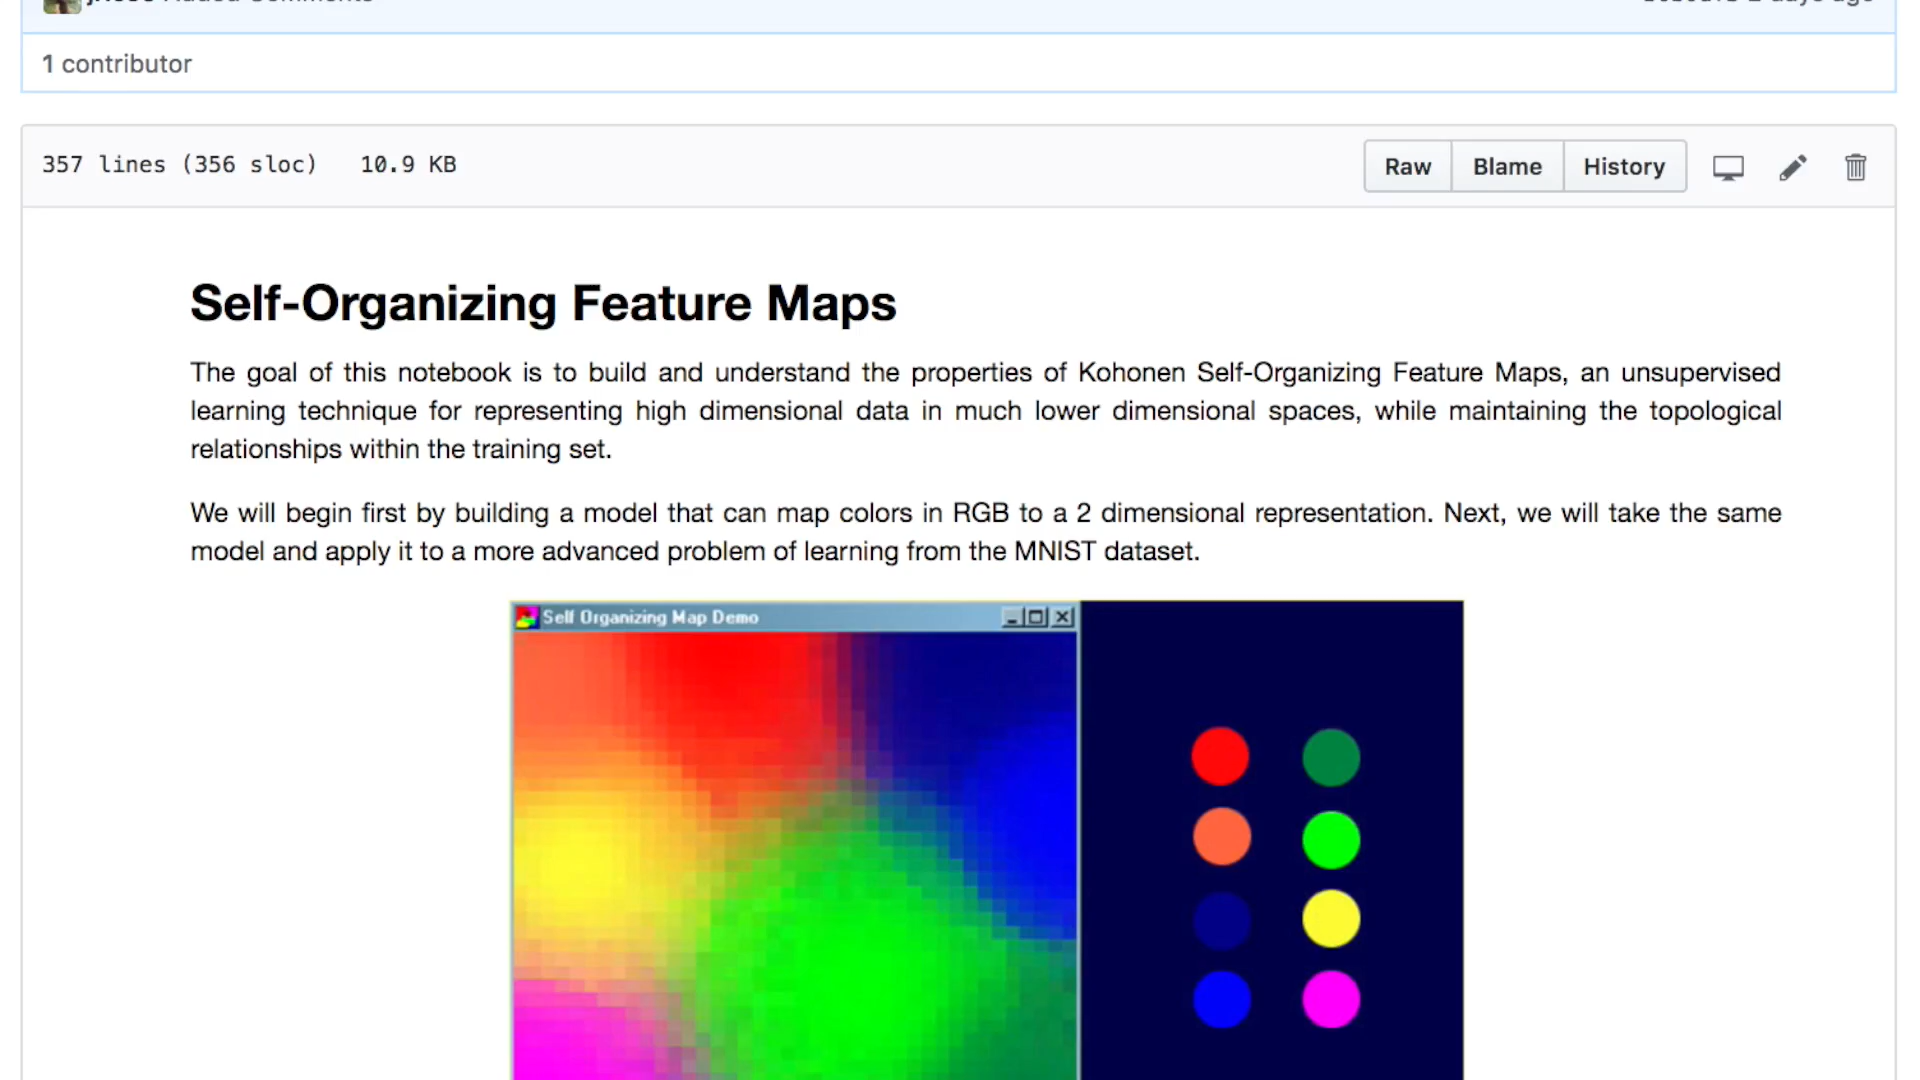 1 contributor
357 lines (356 sloc) 10.9 KB
Raw Blame History
Self-Organizing Feature Maps
The goal of this notebook is to build and understand the properties of Kohonen Self-Organizing Feature Maps, an unsupervised
learning technique for representing high dimensional data in much lower dimensional spaces, while maintaining the topological
relationships within the training set.
We will begin first by building a model that can map colors in RGB to a 2 dimensional representation. Next, we will take the same
model and apply it to a more advanced problem of learning from the MNIST dataset.
Self Organizing Map Demo